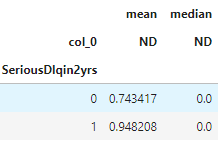 mean median
col_0 ND ND
SeriousDlqin2yrs
0 0.743417 0.0
1 0.948208 0.0